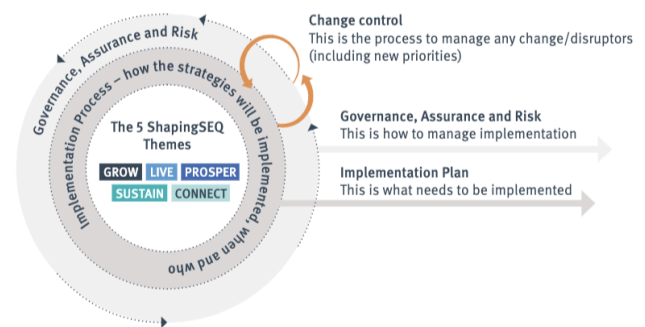 Governance, Assurance and Risk
Implementation Process – how the strategies will be implemented, when and who
The 5 ShapingSEQ
Themes
GROW LIVE PROSPER
SUSTAIN CONNECT
Change control
This is the process to manage any change/disruptors
(including new priorities)
Governance, Assurance and Risk
This is how to manage implementation
Implementation Plan
This is what needs to be implemented